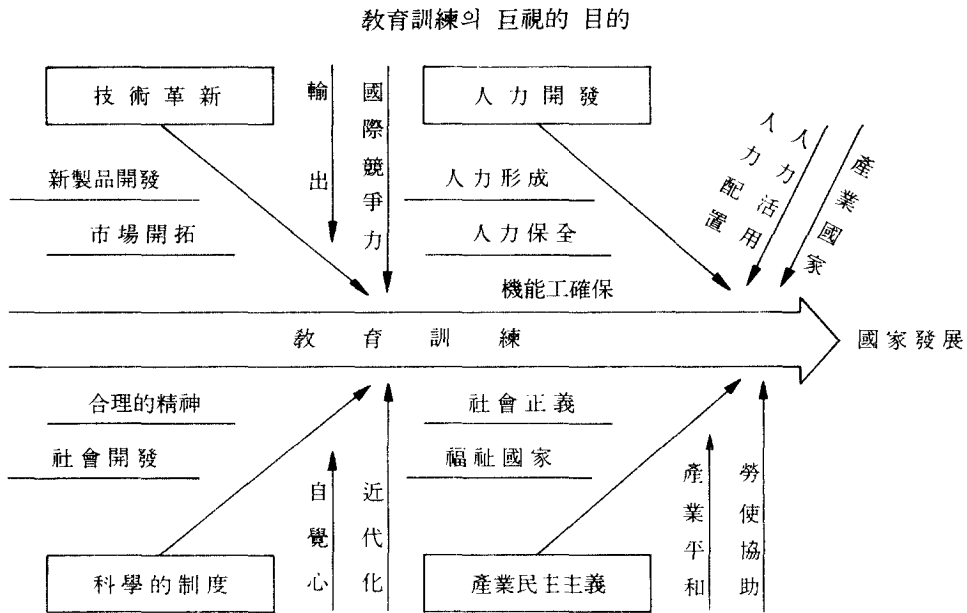 敎育訓練의 巨視的 目的
技術革新
輸出
國際競爭力
人力開發
人力配置
人力活用
產業國家
新製品開發
市場開拓
人力形成
人力保全
機能工確保
敎育訓練
國家發展
合理的精神
社會開發
社會正義
福祉國家
自覺心
近代化
產業平和
勞使協助
科學的制度
產業民主主義